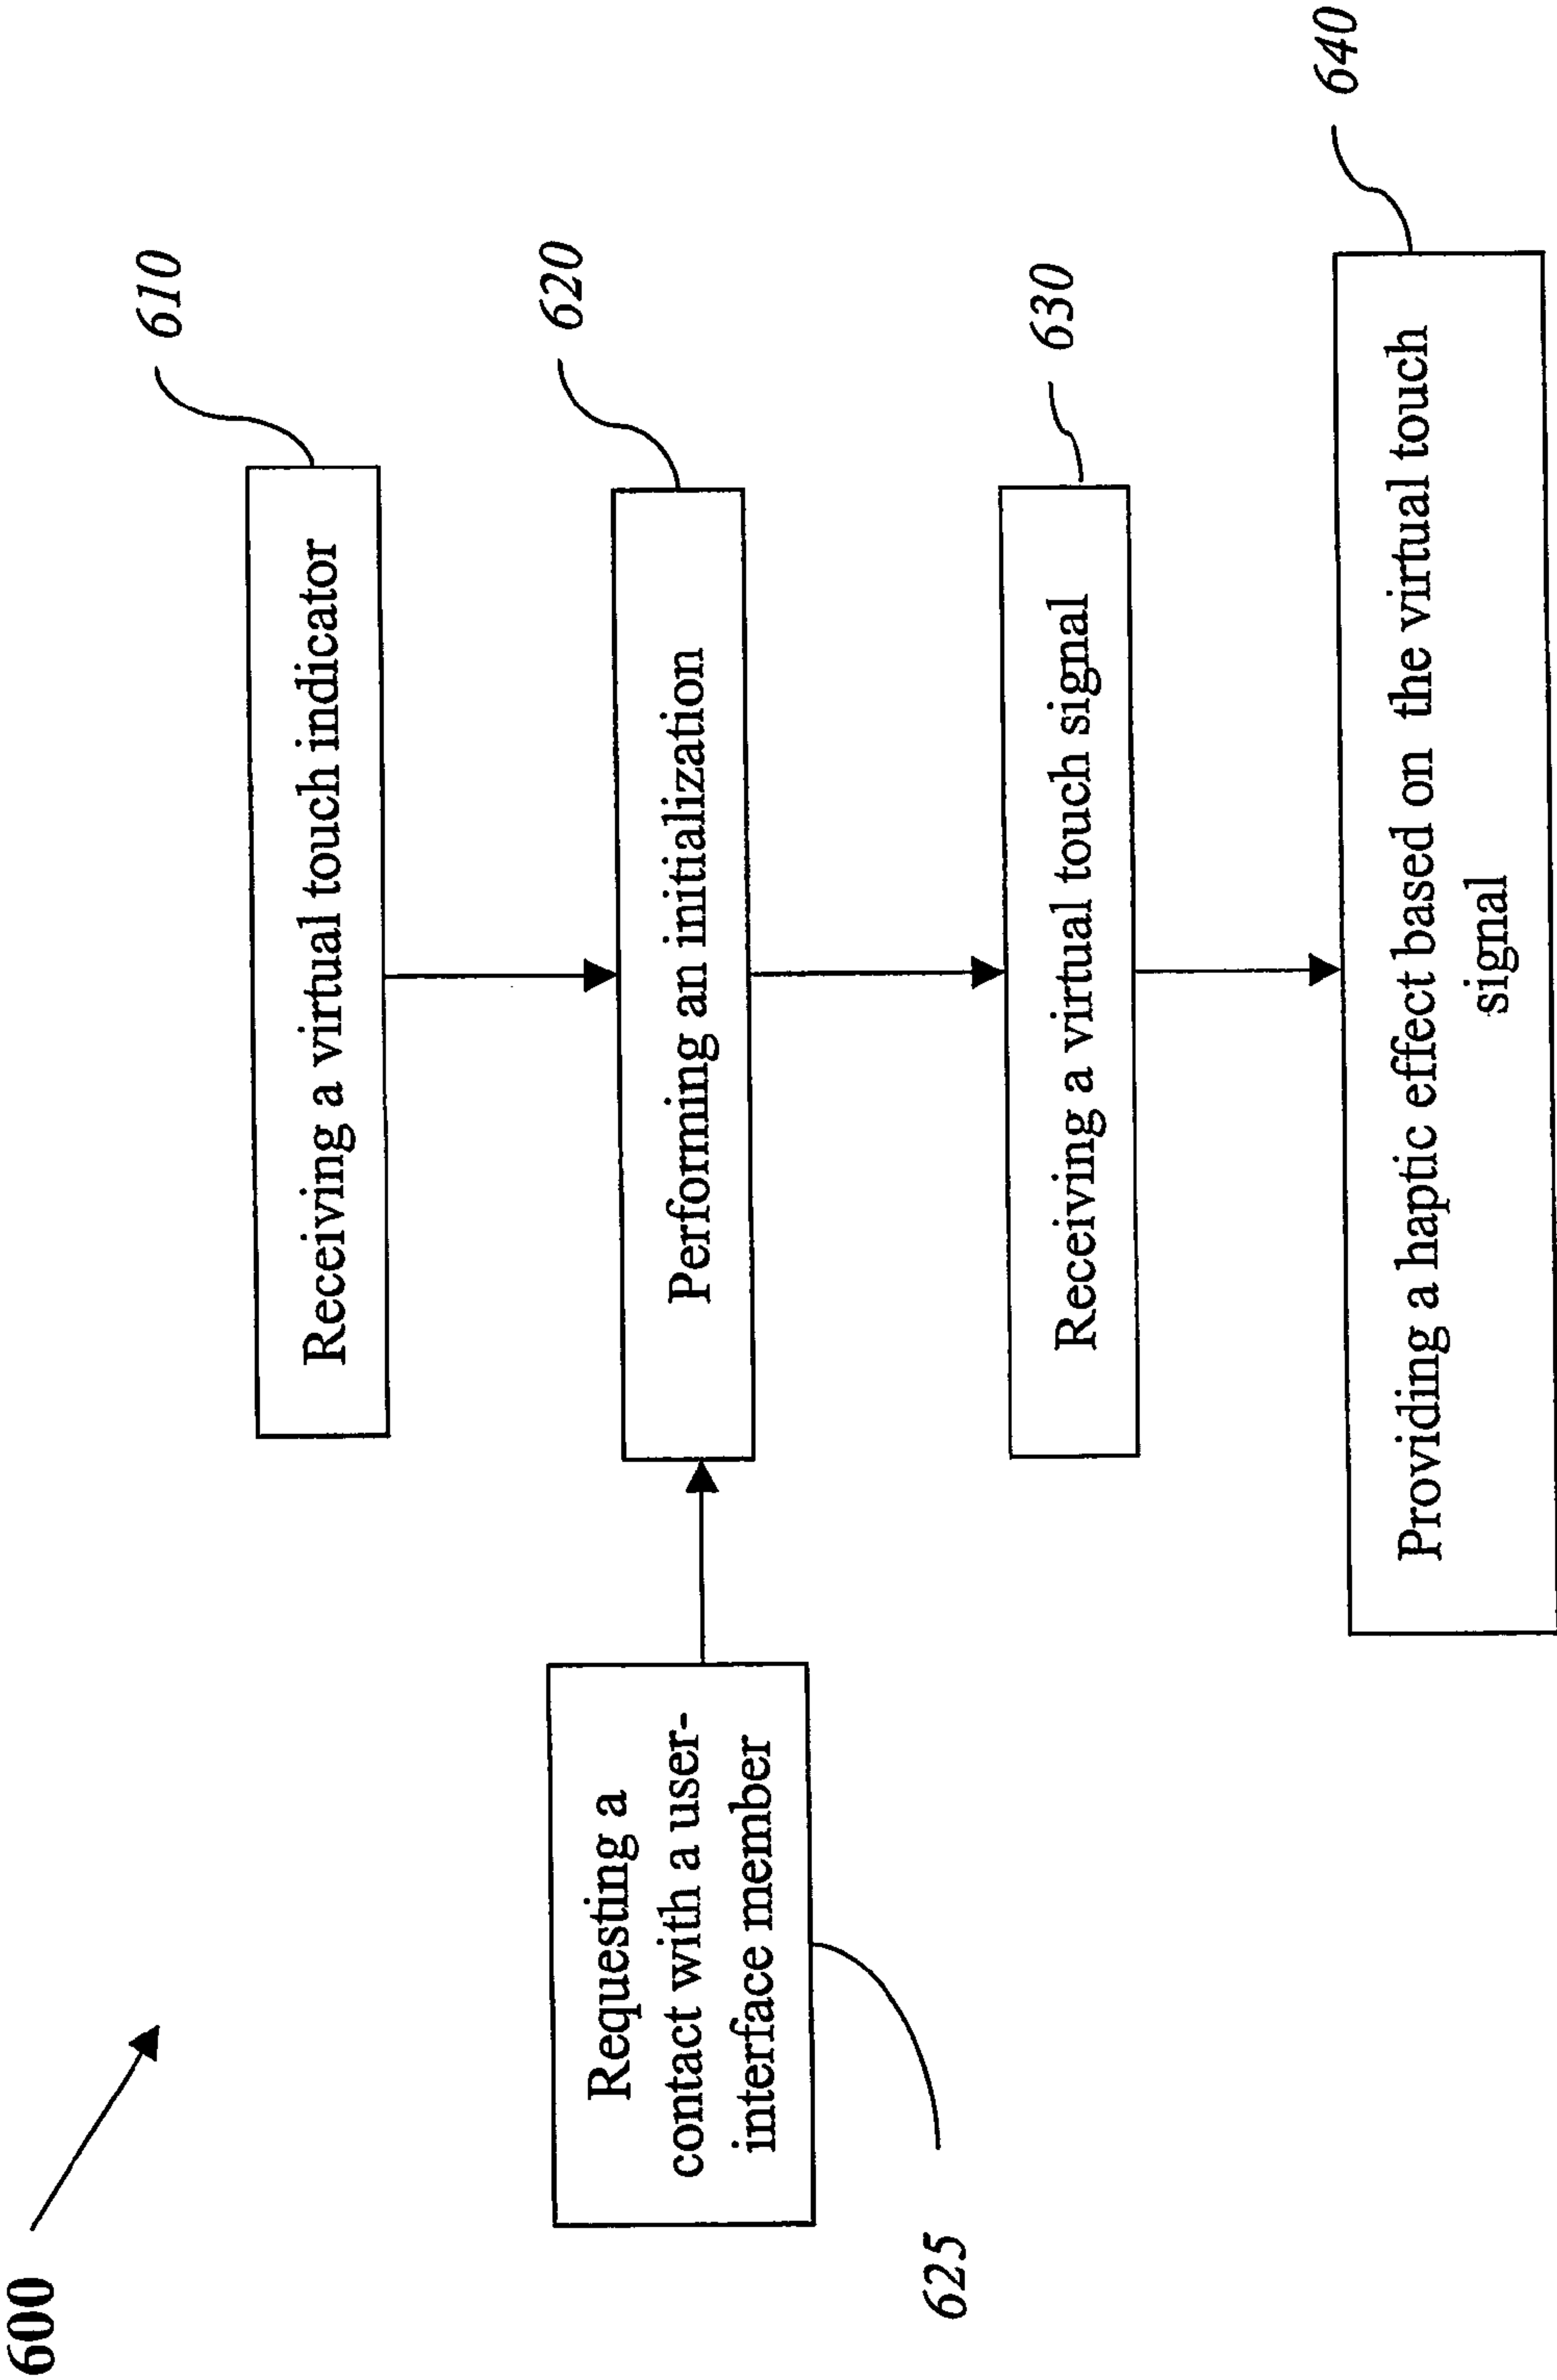 600
Receiving a virtual touch indicator
610
Performing an initialization
620
Requesting a
contact with a user-
interface member
625
Receiving a virtual touch signal
630
Providing a haptic effect based on the virtual touch
signal
640